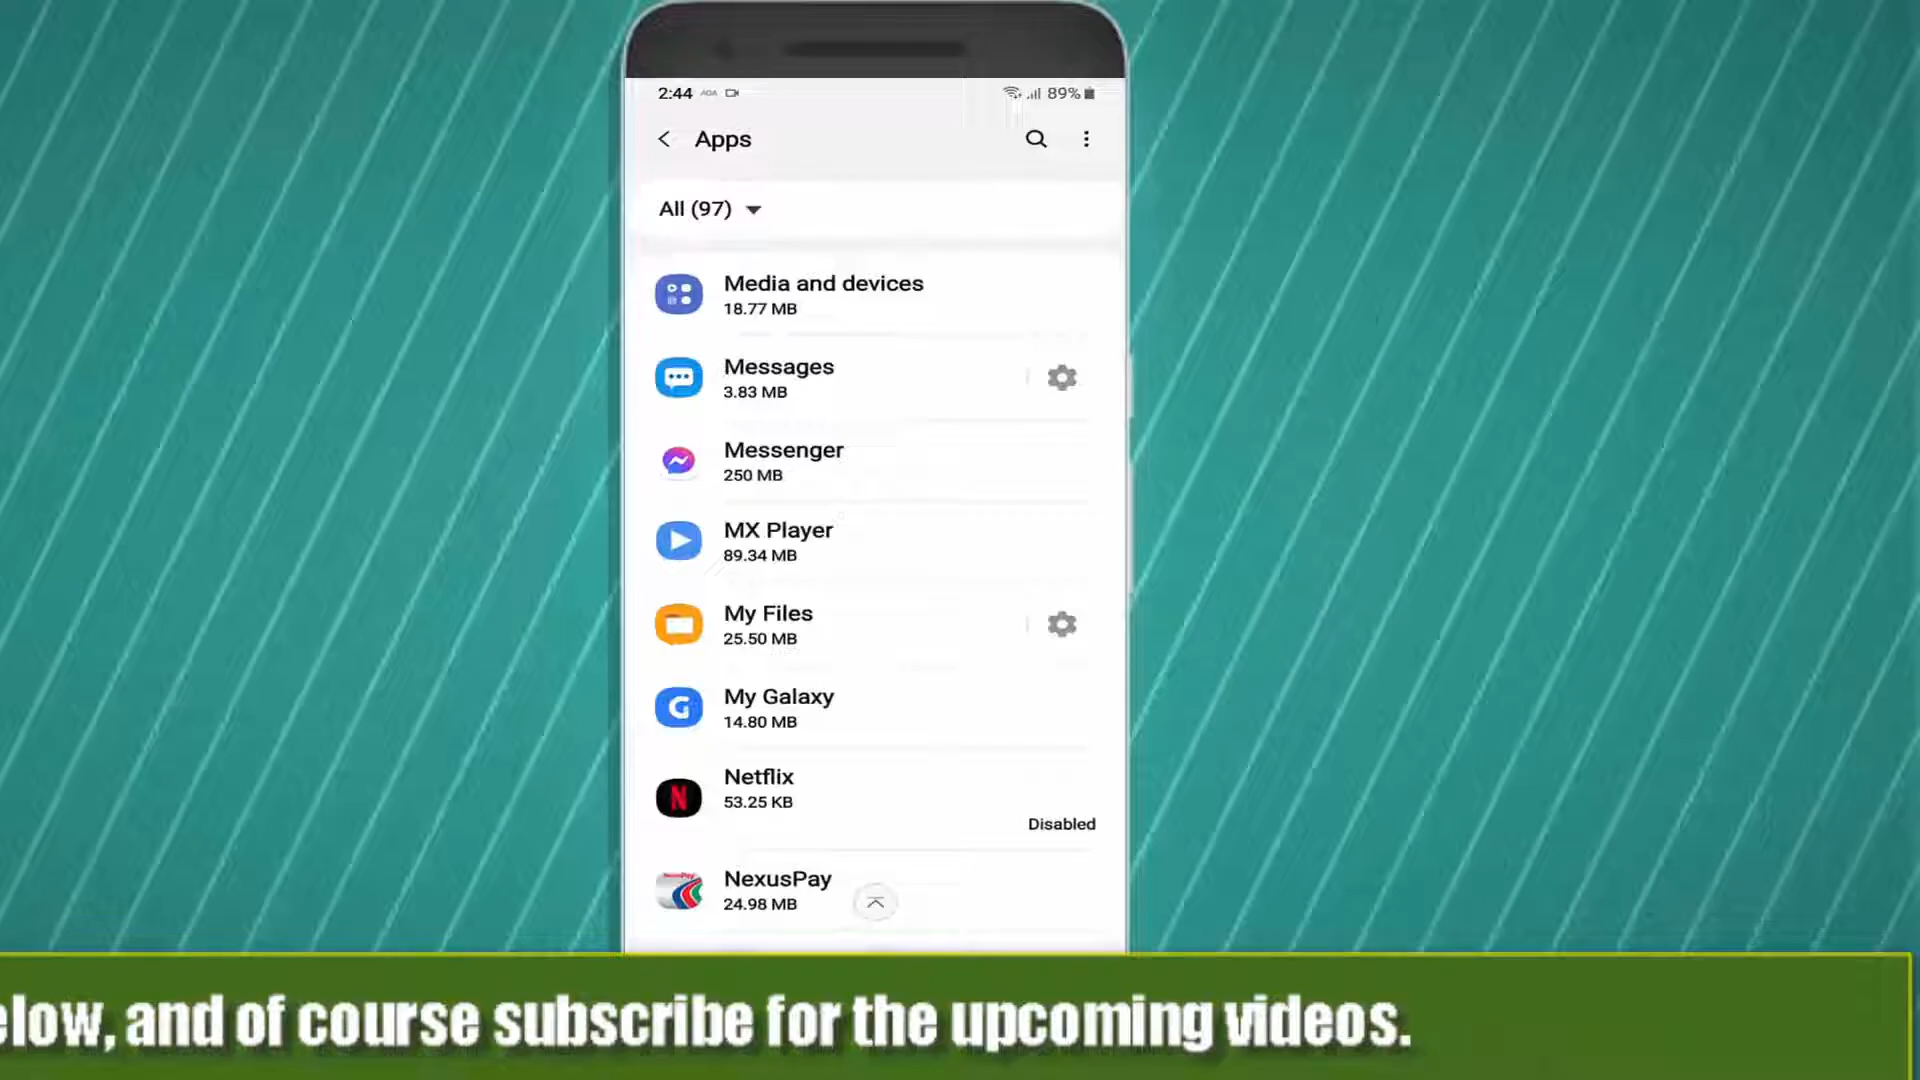 2:44 89%
Apps
All (97)
Media and devices
18.77 MB
Messages
3.83 MB
Messenger
250 MB
MX Player
89.34 MB
My Files
25.50 MB
My Galaxy
14.80 MB
Netflix
53.25 KB
Disabled
NexusPay
24.98 MB
elow, and of course subscribe for the upcoming videos.